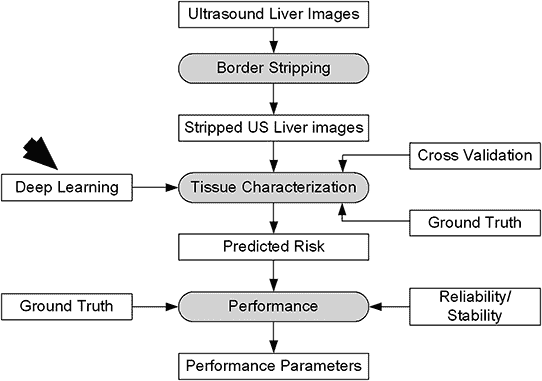 Ultrasound Liver Images
Border Stripping
Stripped US Liver images
Cross Validation
Deep Learning
Tissue Characterization
Ground Truth
Predicted Risk
Ground Truth
Performance
Reliability/
Stability
Performance Parameters